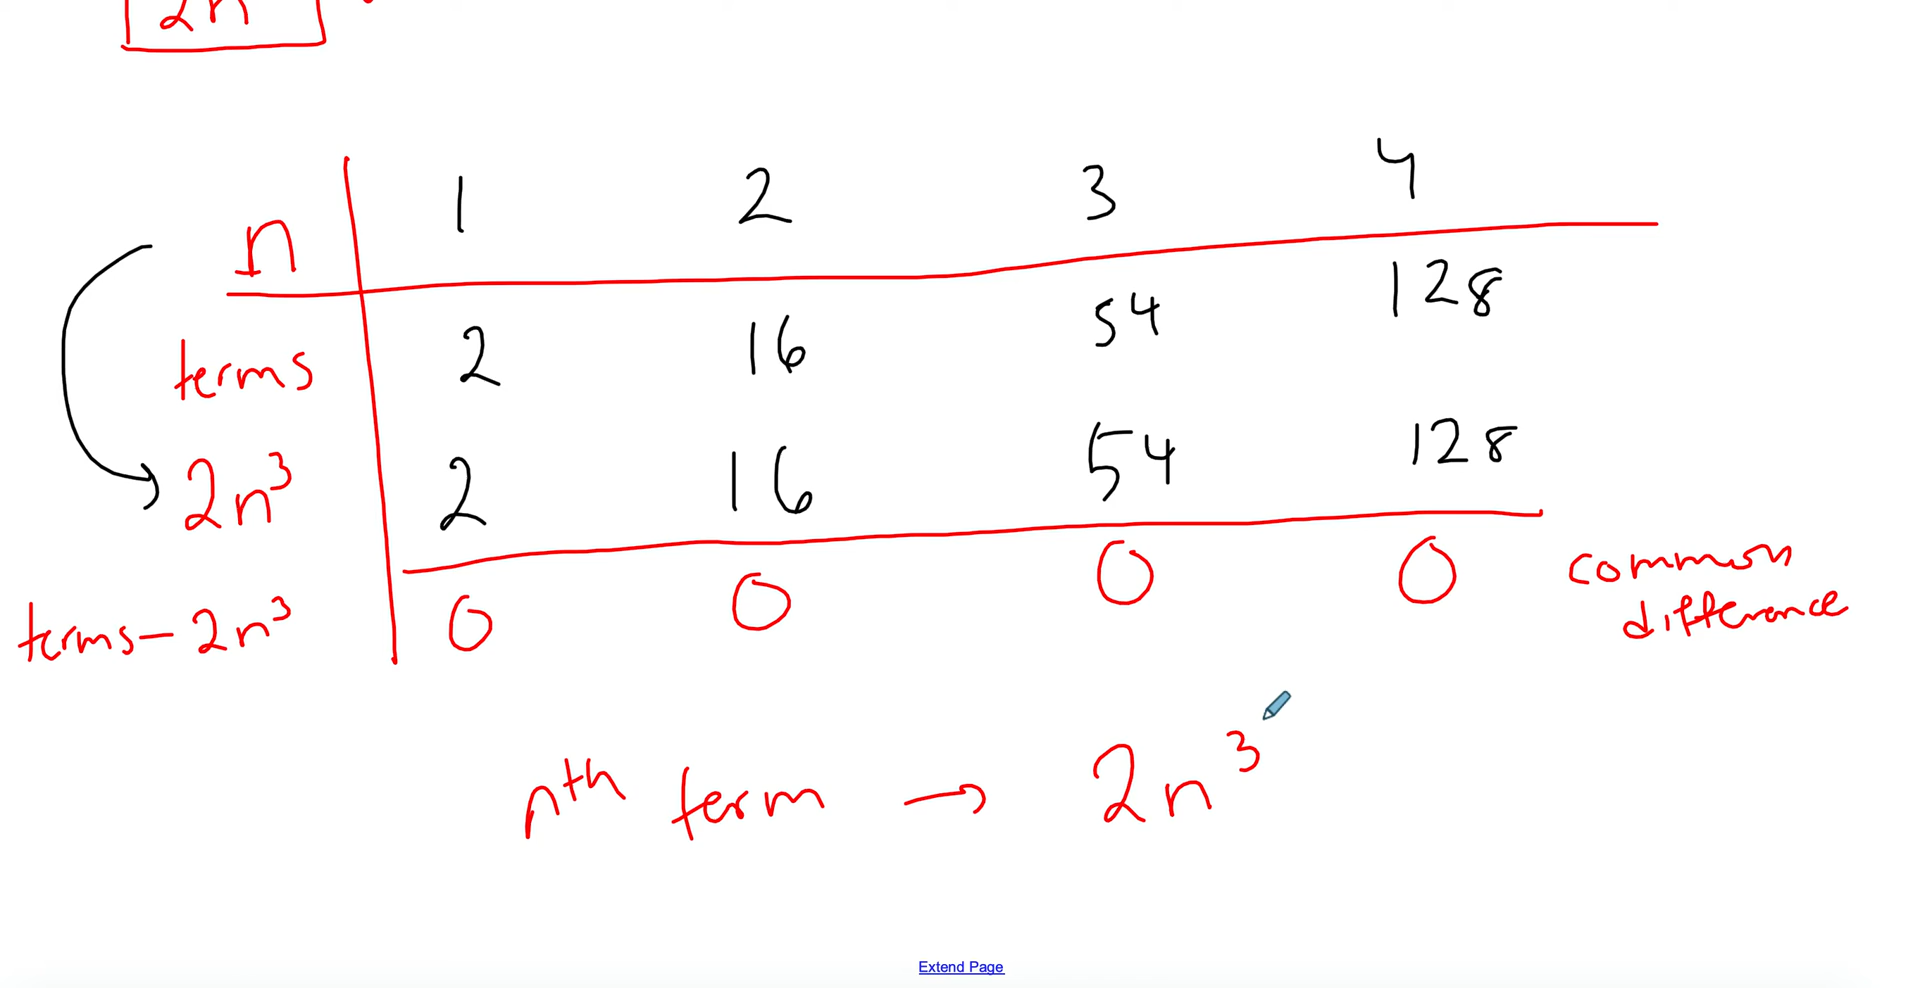 2n
n 1 2 3 4
terms 2 16 54 128
2n³ 2 16 54 128
terms – 2n³ 0 0 0 0 common difference
nth term → 2n³
Extend Page